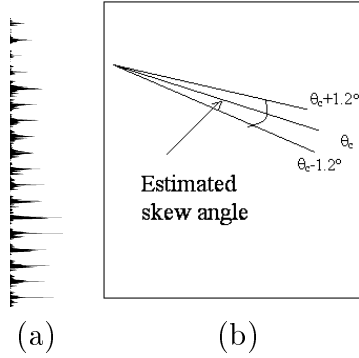 θc+1.2°
θc
θc-1.2°
Estimated
skew angle
(a) (b)